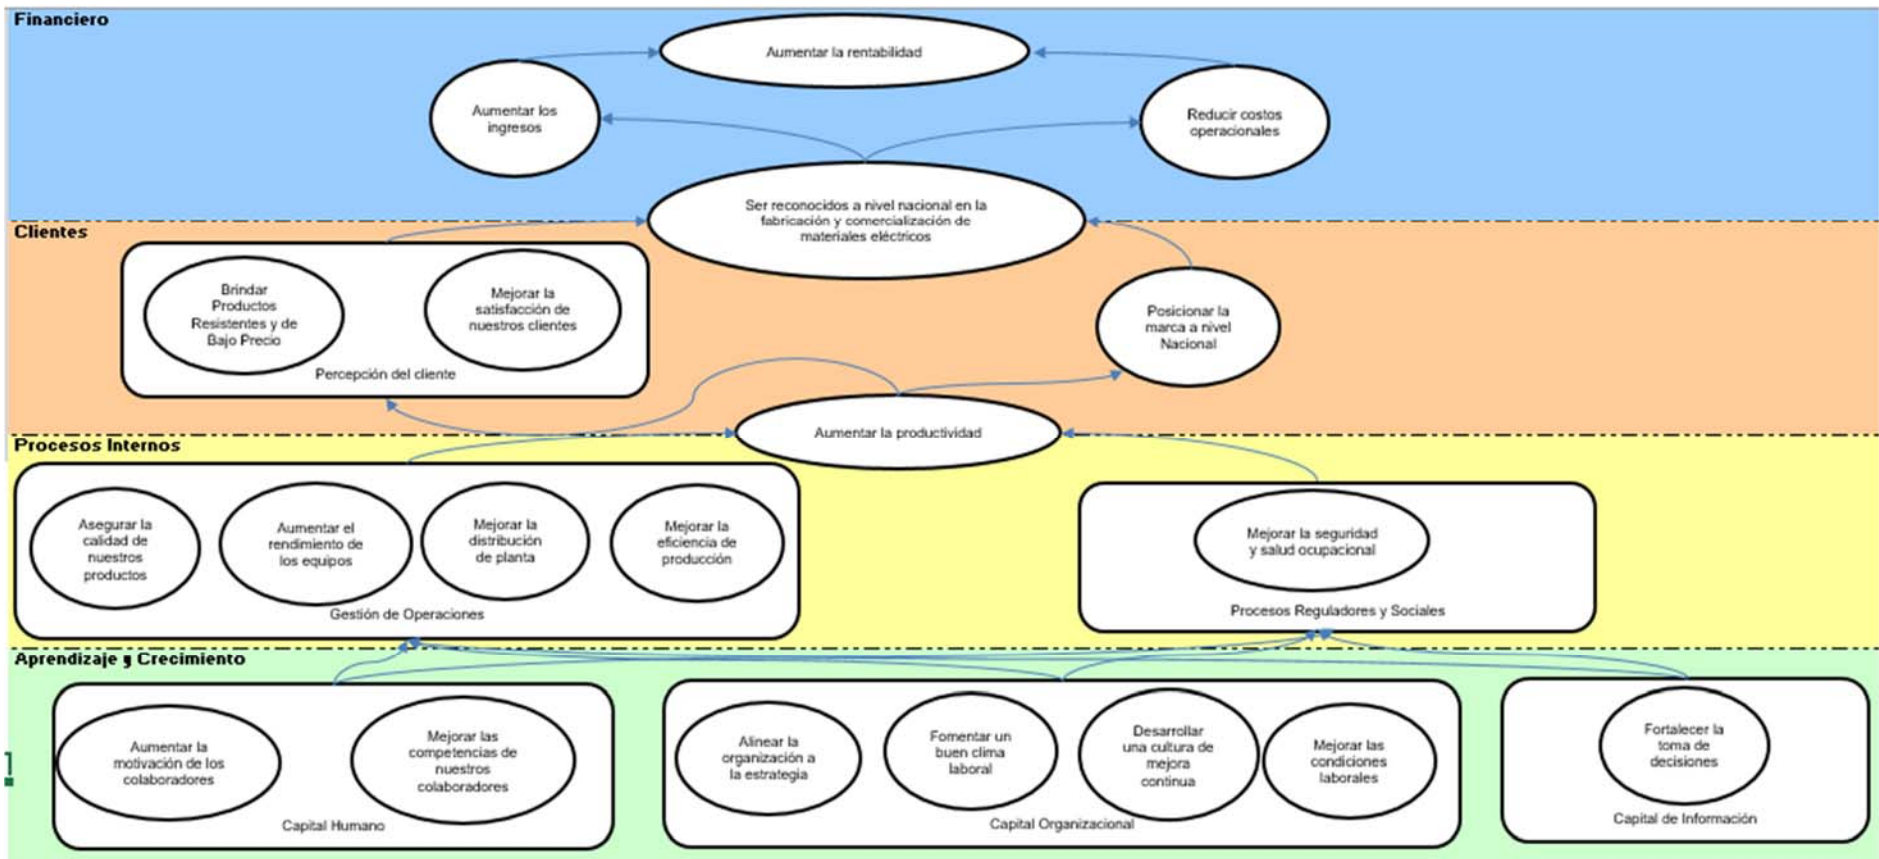 Financiero
Aumentar la rentabilidad
Aumentar los
ingresos
Reducir costos
operacionales
Ser reconocidos a nivel nacional en la
fabricación y comercialización de
materiales eléctricos
Clientes
Brindar
Productos
Resistentes y de
Bajo Precio
Mejorar la
satisfacción de
nuestros clientes
Percepción del cliente
Posicionar la
marca a nivel
Nacional
Aumentar la productividad
Procesos Internos
Asegurar la
calidad de
nuestros
productos
Aumentar el
rendimiento de
los equipos
Mejorar la
distribución
de planta
Mejorar la
eficiencia de
producción
Gestión de Operaciones
Mejorar la seguridad
y salud ocupacional
Procesos Reguladores y Sociales
Aprendizaje y Crecimiento
Aumentar la
motivación de los
colaboradores
Mejorar las
competencias de
nuestros
colaboradores
Capital Humano
Alinear la
organización a
la estrategia
Fomentar un
buen clima
laboral
Desarrollar
una cultura de
mejora
continua
Mejorar las
condiciones
laborales
Capital Organizacional
Fortalecer la
toma de
decisiones
Capital de Información